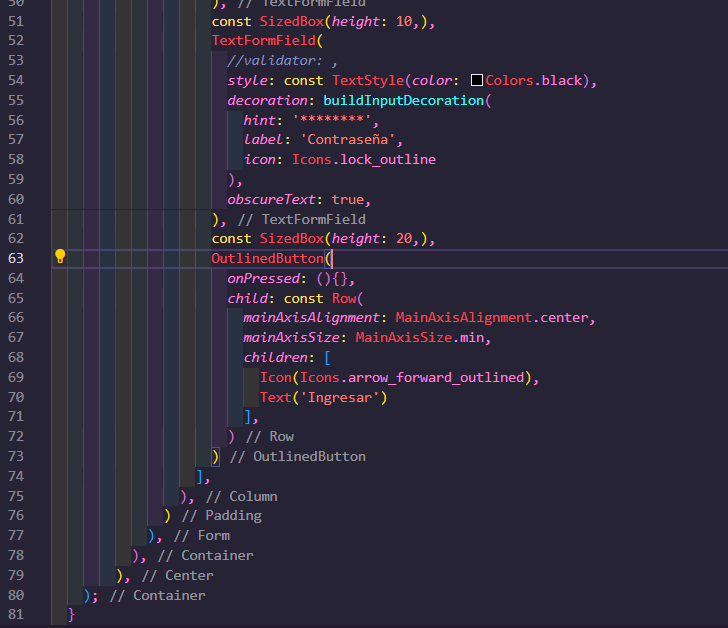 50 ), // TextFormField
51 const SizedBox(height: 10,),
52 TextFormField(
53 //validator: ,
54 style: const TextStyle(color: Colors.black),
55 decoration: buildInputDecoration(
56 hint: '********',
57 label: 'Contraseña',
58 icon: Icons.lock_outline
59 ),
60 obscureText: true,
61 ), // TextFormField
62 const SizedBox(height: 20,),
63 OutlinedButton(
64 onPressed: (){},
65 child: const Row(
66 mainAxisAlignment: MainAxisAlignment.center,
67 mainAxisSize: MainAxisSize.min,
68 children: [
69 Icon(Icons.arrow_forward_outlined),
70 Text('Ingresar')
71 ],
72 ) // Row
73 ) // OutlinedButton
74 ],
75 ), // Column
76 ) // Padding
77 ), // Form
78 ), // Container
79 ), // Center
80 ); // Container
81 }